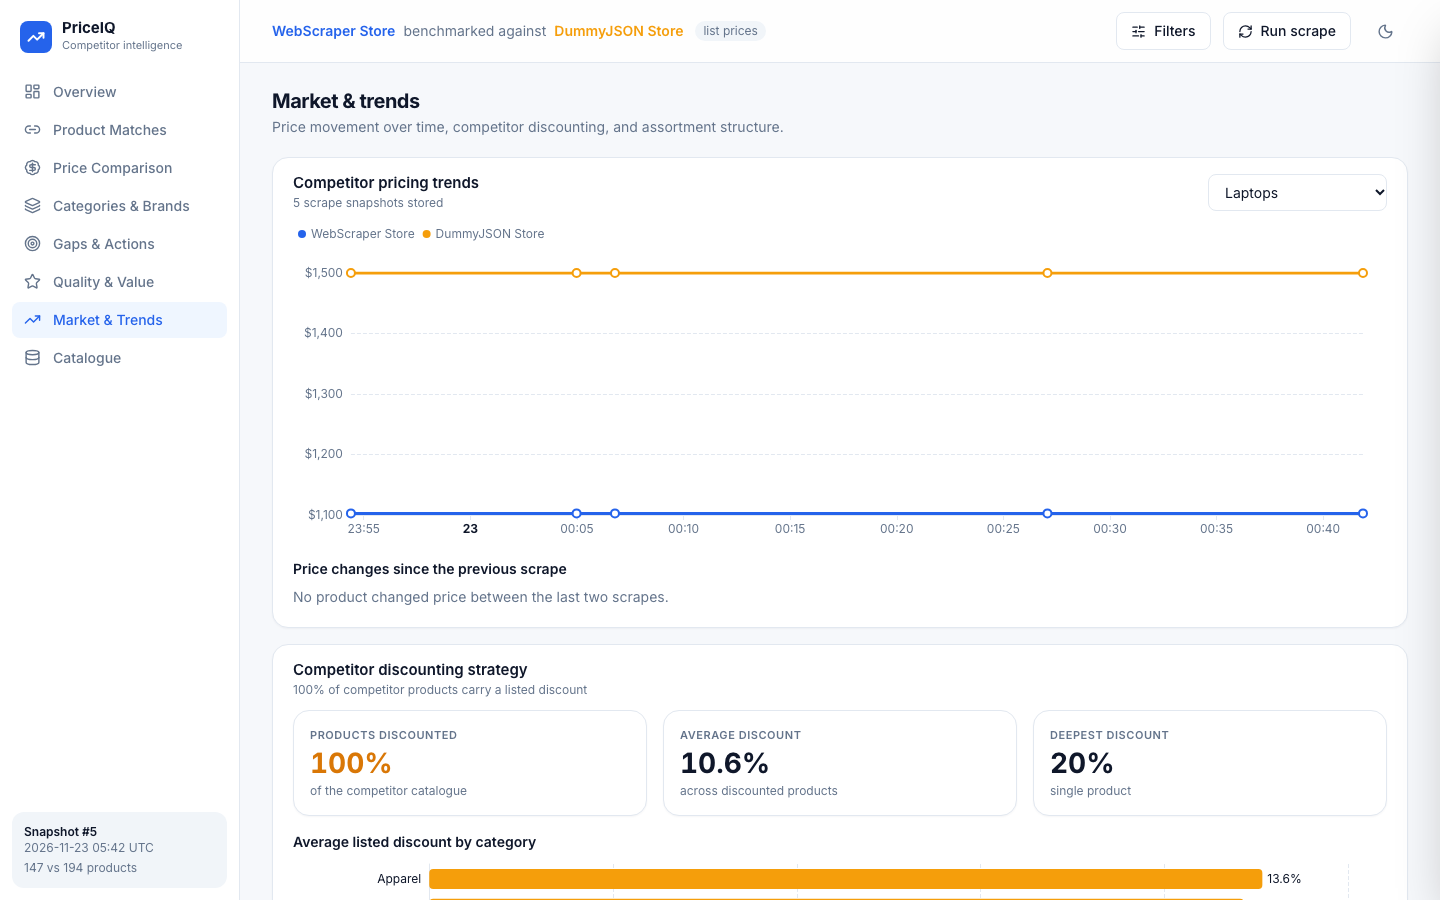 PriceIQ
Competitor intelligence
Overview
Product Matches
Price Comparison
Categories & Brands
Gaps & Actions
Quality & Value
Market & Trends
Catalogue
Snapshot #5
2026-11-23 05:42 UTC
147 vs 194 products
WebScraper Store benchmarked against DummyJSON Store list prices
Filters
Run scrape
Market & trends
Price movement over time, competitor discounting, and assortment structure.
Competitor pricing trends
5 scrape snapshots stored
Laptops
WebScraper Store DummyJSON Store
$1,500
$1,400
$1,300
$1,200
$1,100
23:55 23 00:05 00:10 00:15 00:20 00:25 00:30 00:35 00:40
Price changes since the previous scrape
No product changed price between the last two scrapes.
Competitor discounting strategy
100% of competitor products carry a listed discount
PRODUCTS DISCOUNTED
100%
of the competitor catalogue
AVERAGE DISCOUNT
10.6%
across discounted products
DEEPEST DISCOUNT
20%
single product
Average listed discount by category
Apparel 13.6%